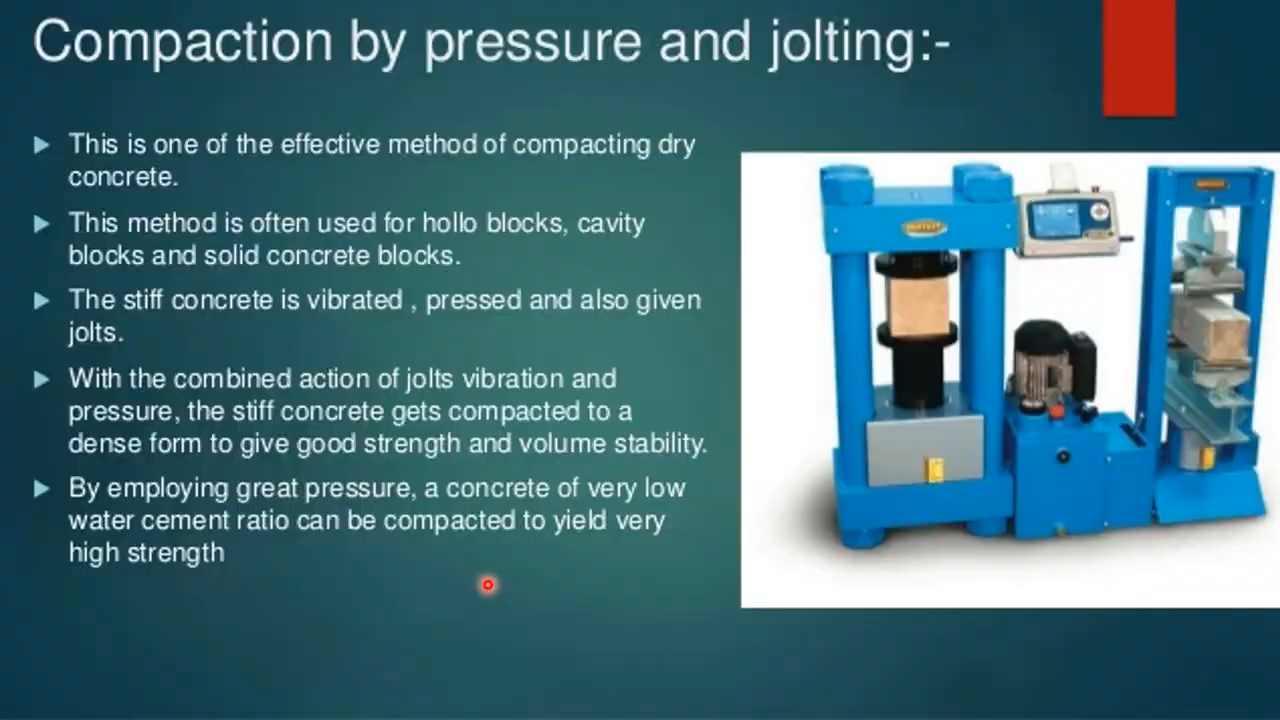 Compaction by pressure and jolting:-
This is one of the effective method of compacting dry
concrete.
This method is often used for hollo blocks, cavity
blocks and solid concrete blocks.
The stiff concrete is vibrated , pressed and also given
jolts.
With the combined action of jolts vibration and
pressure, the stiff concrete gets compacted to a
dense form to give good strength and volume stability.
By employing great pressure, a concrete of very low
water cement ratio can be compacted to yield very
high strength